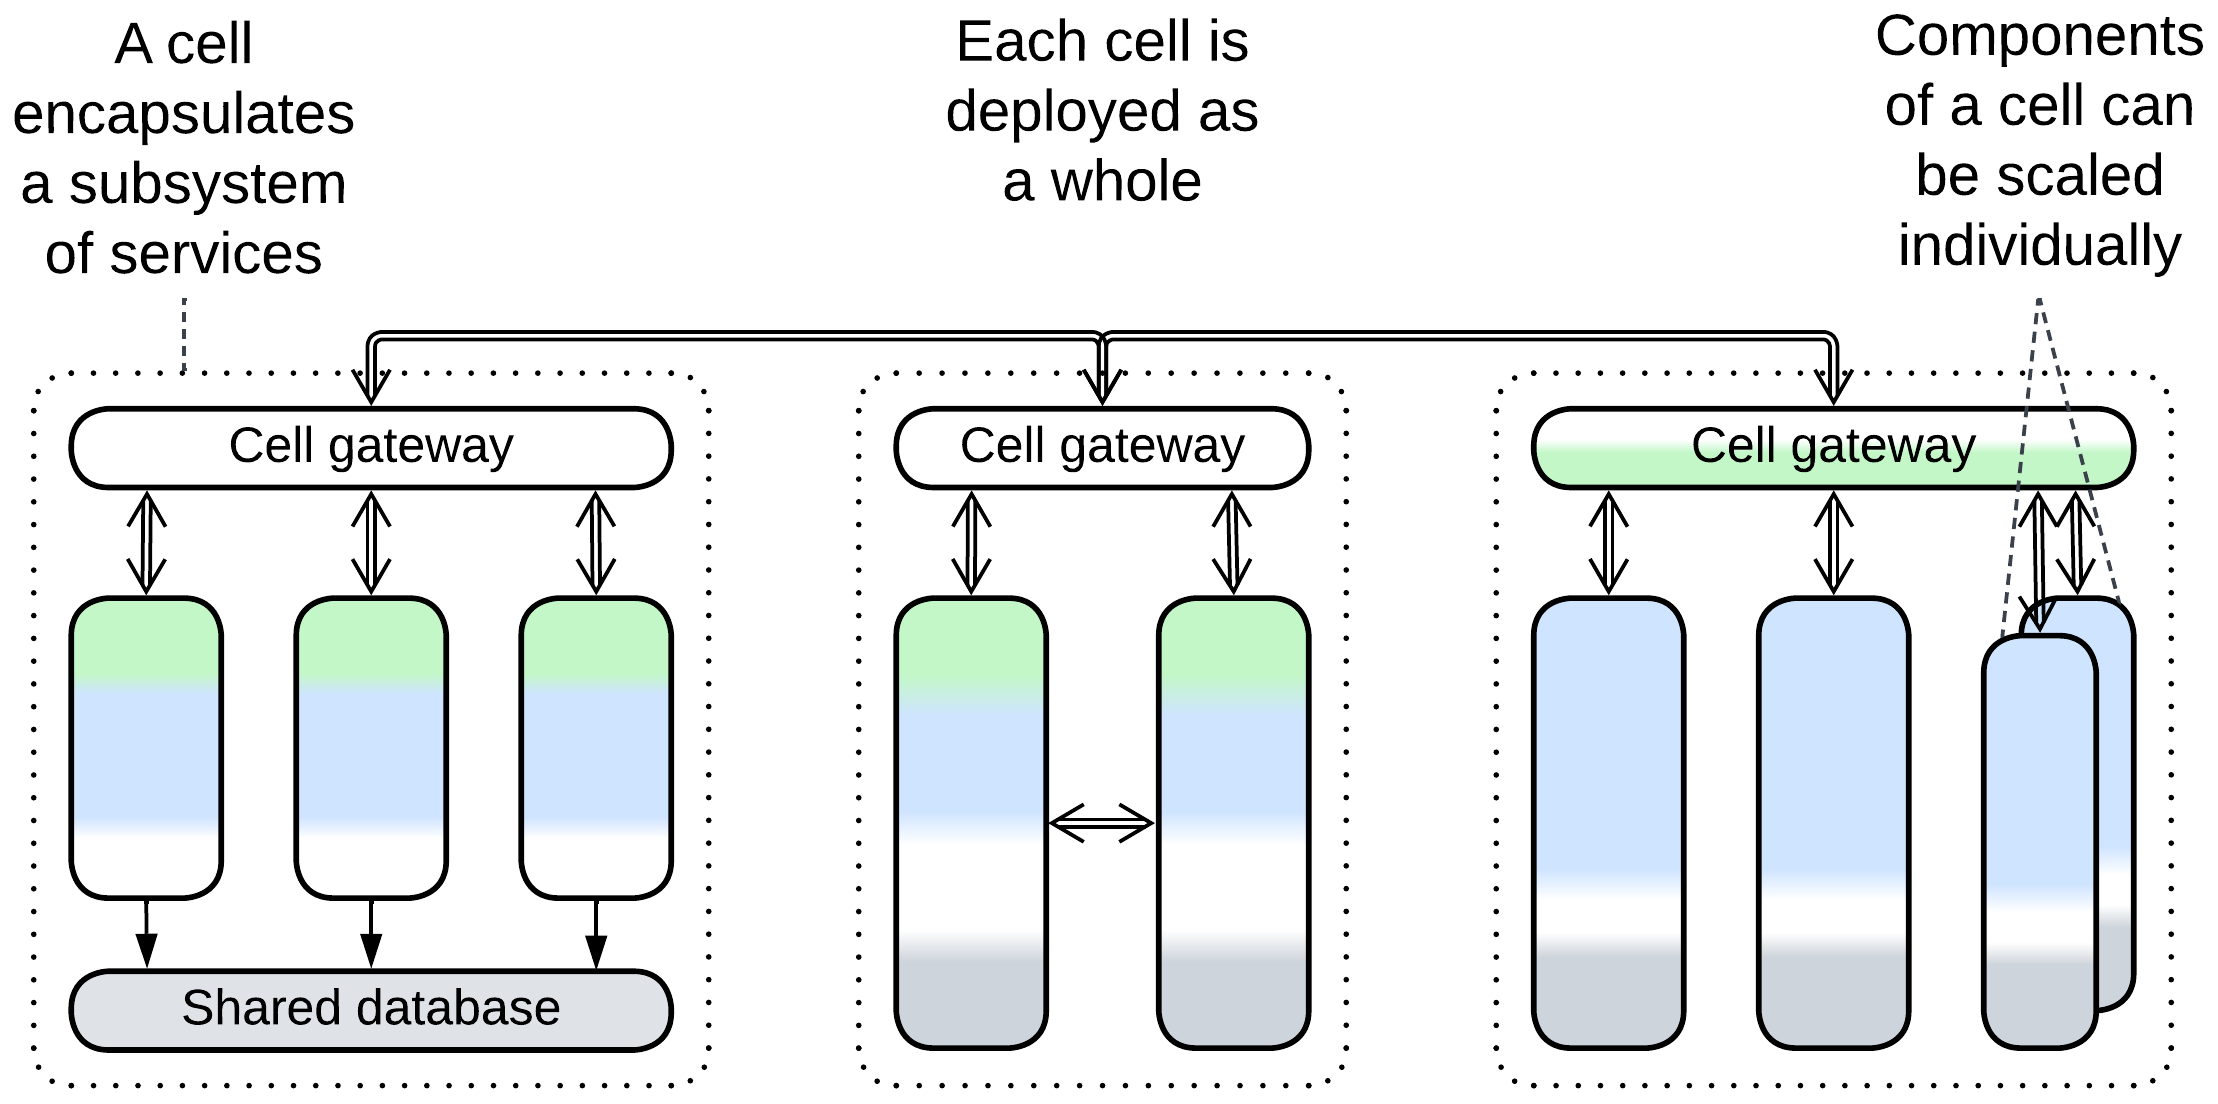 A cell
encapsulates
a subsystem
of services
Each cell is
deployed as
a whole
Components
of a cell can
be scaled
individually
Cell gateway
Cell gateway
Cell gateway
Shared database